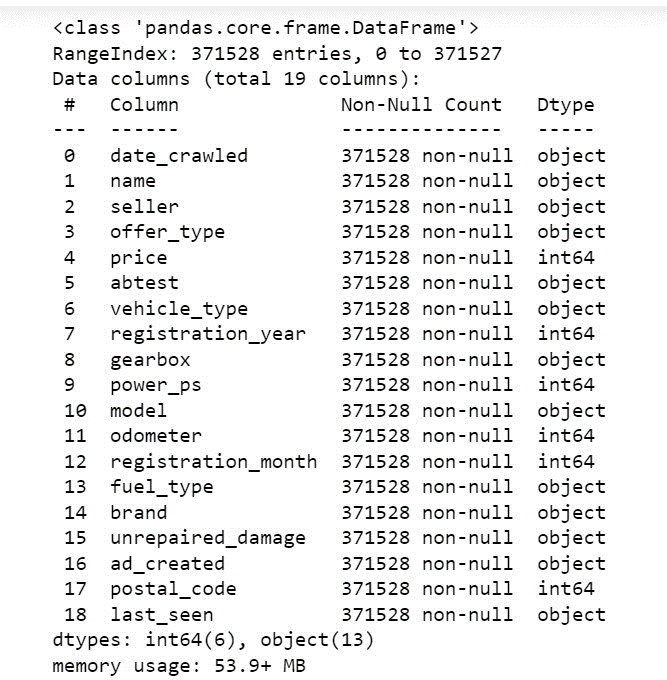 <class 'pandas.core.frame.DataFrame'>
RangeIndex: 371528 entries, 0 to 371527
Data columns (total 19 columns):
 #   Column              Non-Null Count   Dtype
---  ------              --------------   -----
 0   date_crawled        371528 non-null  object
 1   name                371528 non-null  object
 2   seller              371528 non-null  object
 3   offer_type          371528 non-null  object
 4   price               371528 non-null  int64
 5   abtest              371528 non-null  object
 6   vehicle_type        371528 non-null  object
 7   registration_year   371528 non-null  int64
 8   gearbox             371528 non-null  object
 9   power_ps            371528 non-null  int64
 10  model               371528 non-null  object
 11  odometer            371528 non-null  int64
 12  registration_month  371528 non-null  int64
 13  fuel_type           371528 non-null  object
 14  brand               371528 non-null  object
 15  unrepaired_damage   371528 non-null  object
 16  ad_created          371528 non-null  object
 17  postal_code         371528 non-null  int64
 18  last_seen           371528 non-null  object
dtypes: int64(6), object(13)
memory usage: 53.9+ MB